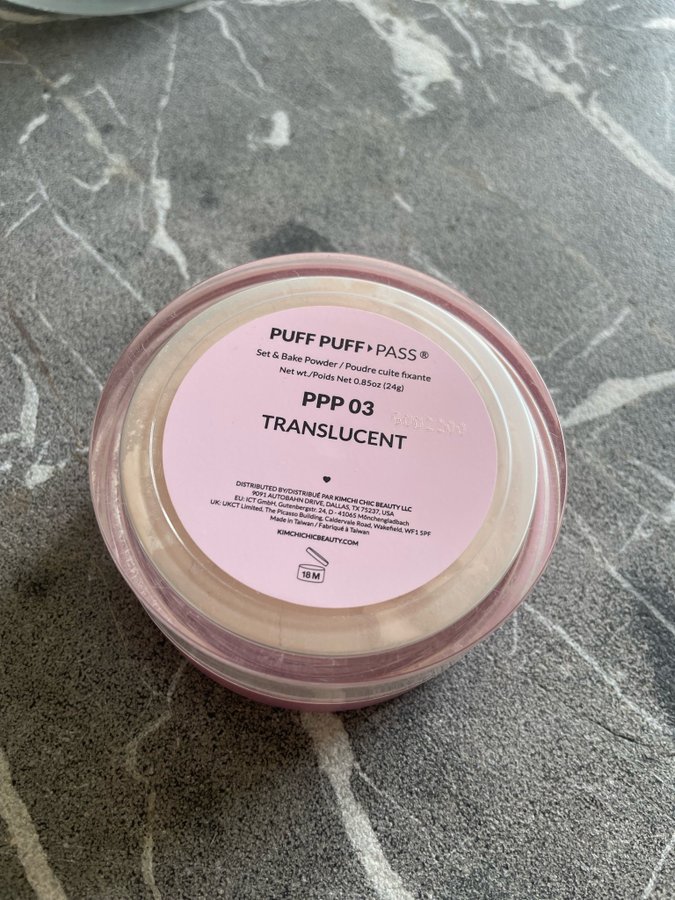 PUFF PUFF▸PASS®
Set & Bake Powder / Poudre cuite fixante
Net wt./Poids Net 0.85oz (24g)
PPP 03
TRANSLUCENT
DISTRIBUTED BY/DISTRIBUÉ PAR KIMCHI CHIC BEAUTY LLC
9091 AUTOBAHN DRIVE, DALLAS, TX 75237, USA
EU: ICT GmbH, Gutenbergstr. 24, D - 41065 Mönchengladbach
UK: UKCT Limited, The Picasso Building, Caldervale Road, Wakefield, WF1 5PF
Made in Taiwan / Fabriqué à Taiwan
KIMCHICHICBEAUTY.COM
18 M